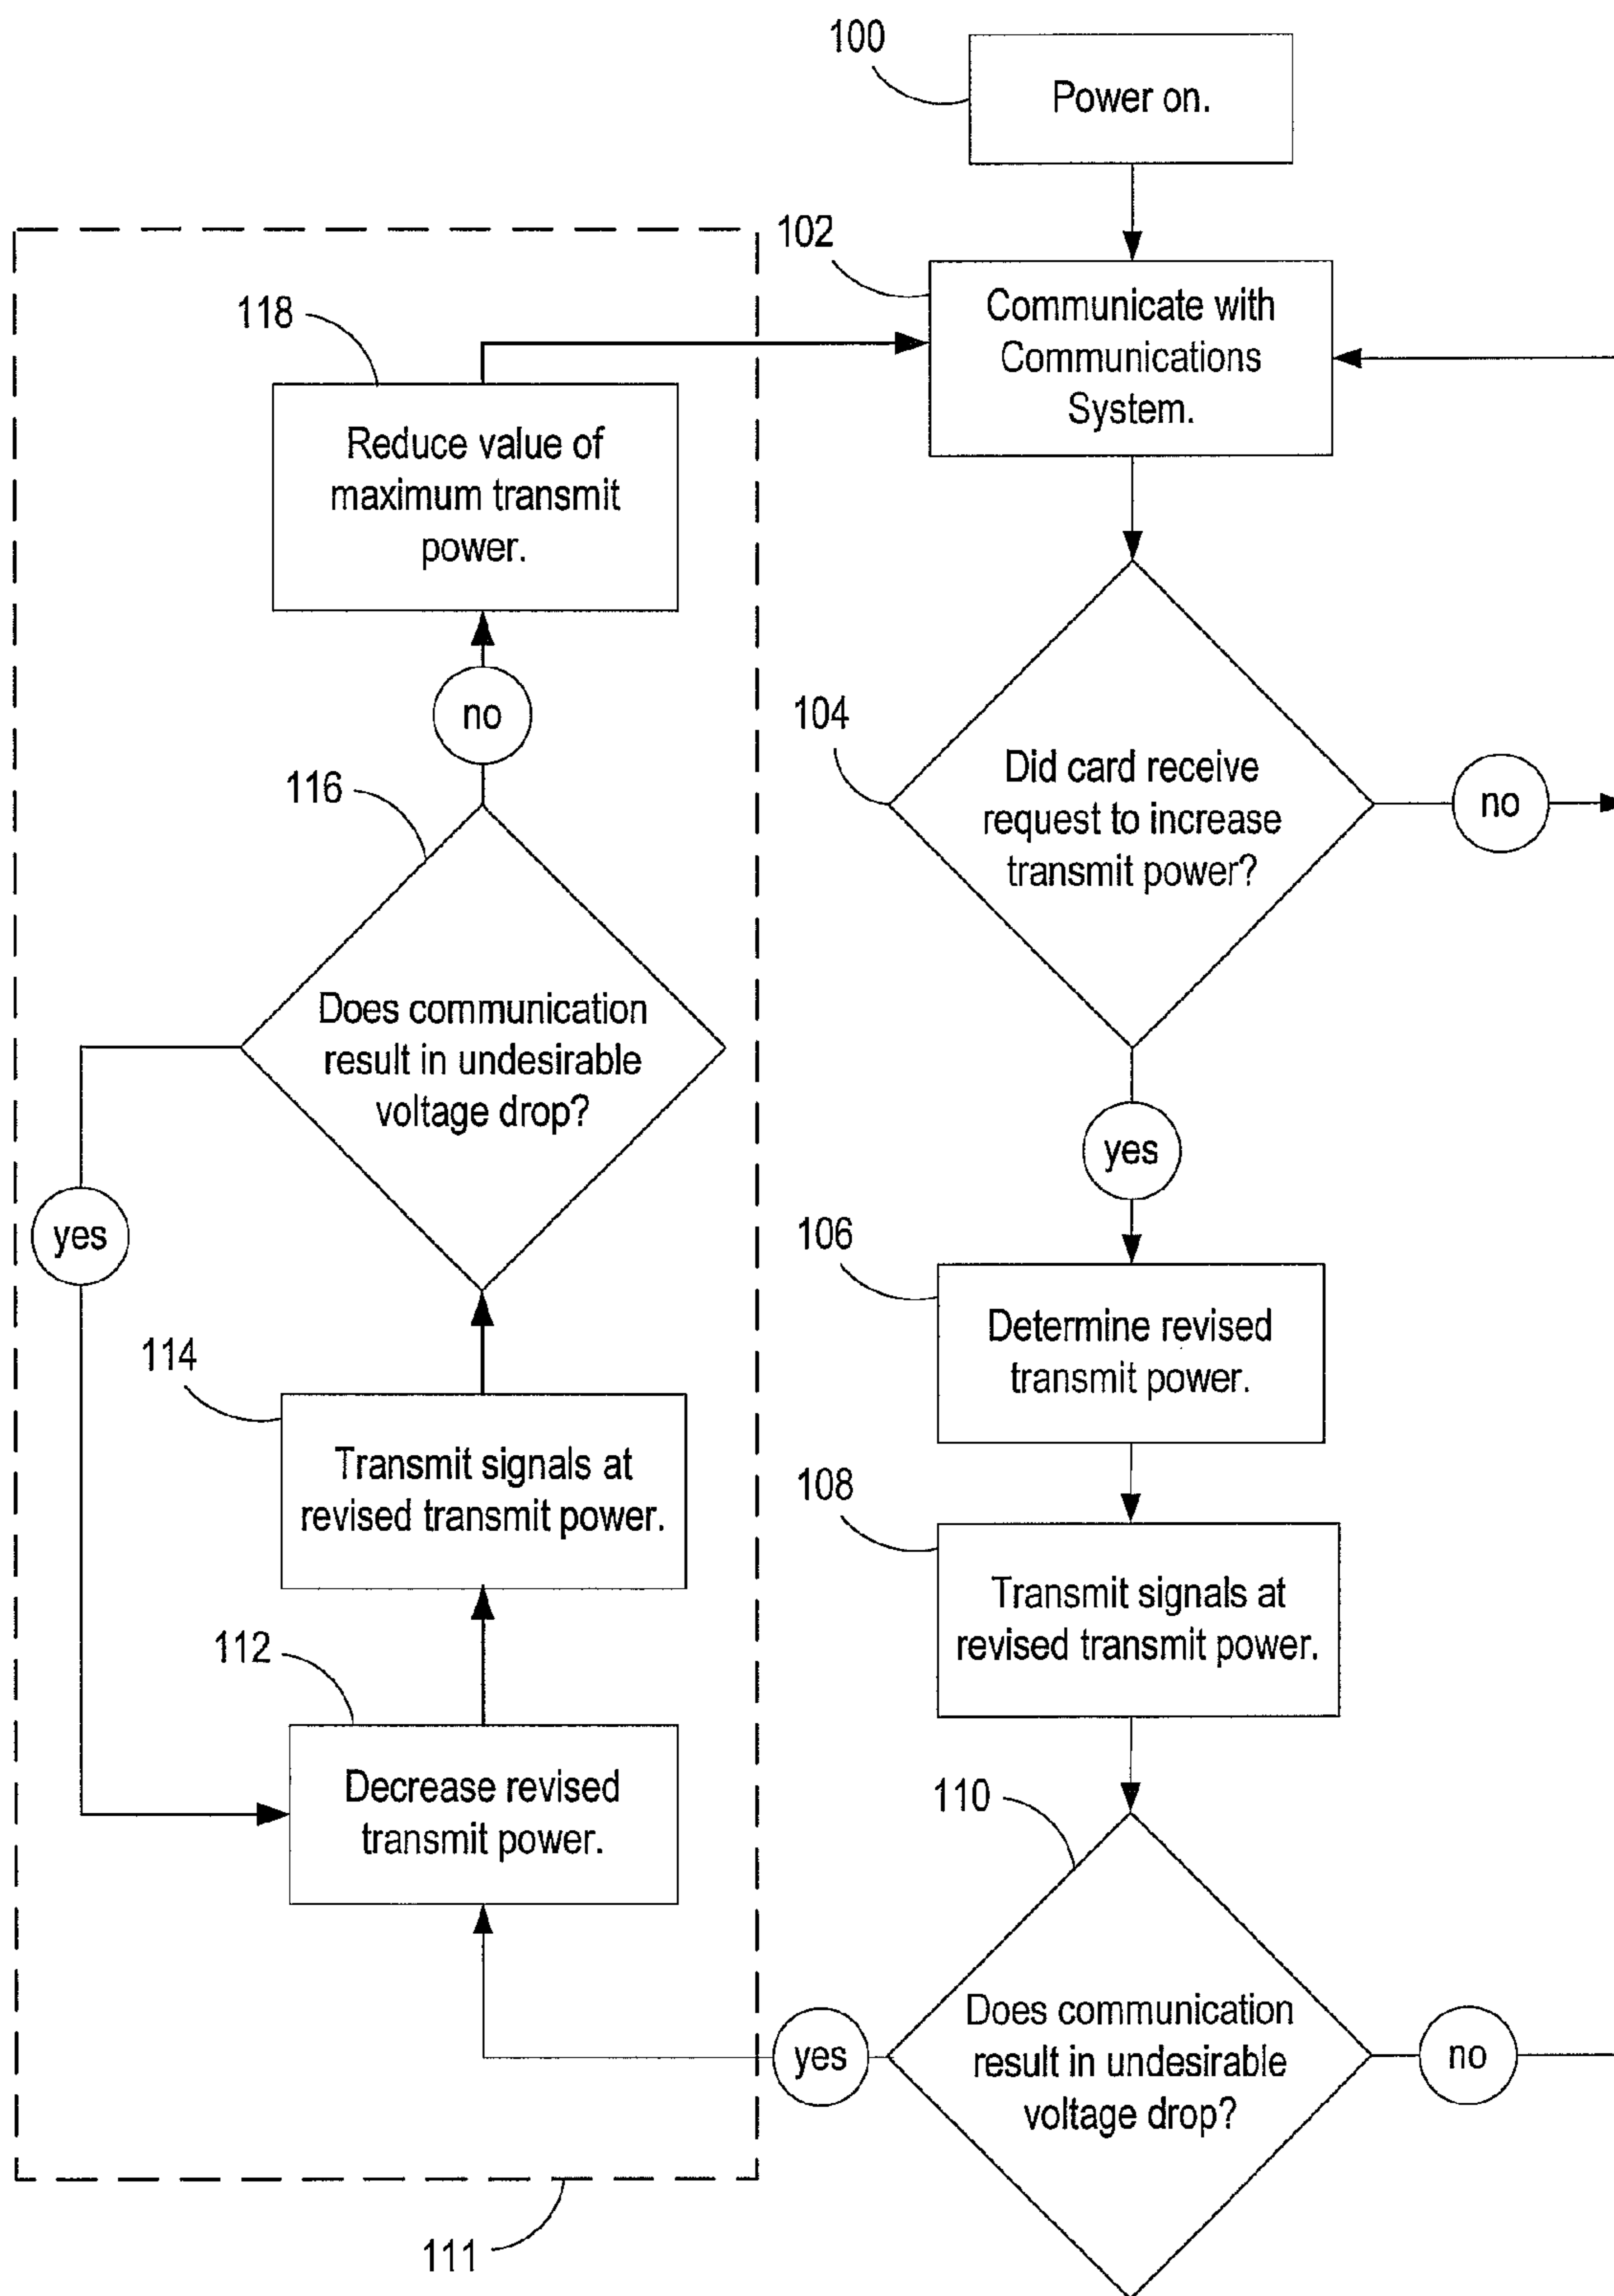 100
Power on.
102
Communicate with
Communications
System.
104
Did card receive
request to increase
transmit power?
no
yes
106
Determine revised
transmit power.
108
Transmit signals at
revised transmit power.
110
Does communication
result in undesirable
voltage drop?
no
yes
111
112
Decrease revised
transmit power.
114
Transmit signals at
revised transmit power.
116
Does communication
result in undesirable
voltage drop?
yes
no
118
Reduce value of
maximum transmit
power.